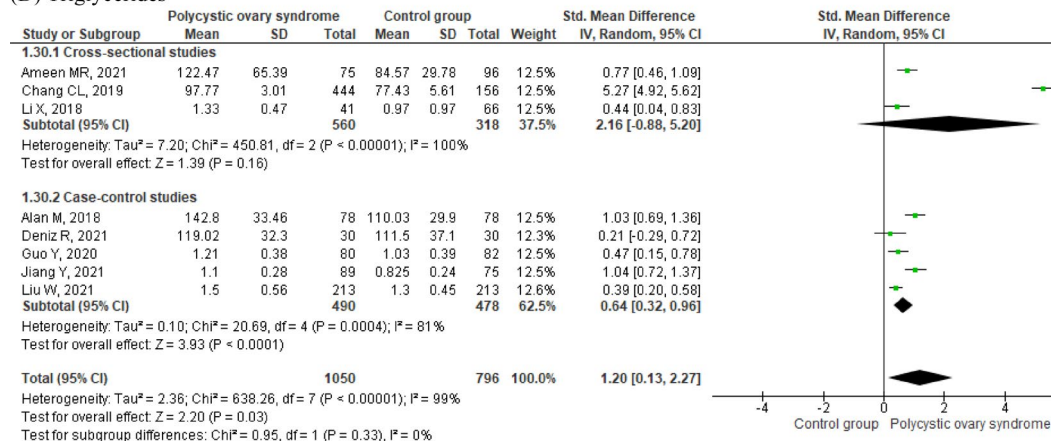 (D) Triglycerides
Polycystic ovary syndrome Control group Std. Mean Difference Std. Mean Difference
Study or Subgroup Mean SD Total Mean SD Total Weight IV, Random, 95% CI IV, Random, 95% CI
1.30.1 Cross-sectional studies
Ameen MR, 2021 122.47 65.39 75 84.57 29.78 96 12.5% 0.77 [0.46, 1.09]
Chang CL, 2019 97.77 3.01 444 77.43 5.61 156 12.5% 5.27 [4.92, 5.62]
Li X, 2018 1.33 0.47 41 0.97 0.97 66 12.5% 0.44 [0.04, 0.83]
Subtotal (95% CI) 560 318 37.5% 2.16 [-0.88, 5.20]
Heterogeneity: Tau² = 7.20; Chi² = 450.81, df = 2 (P < 0.00001); I² = 100%
Test for overall effect: Z = 1.39 (P = 0.16)
1.30.2 Case-control studies
Alan M, 2018 142.8 33.46 78 110.03 29.9 78 12.5% 1.03 [0.69, 1.36]
Deniz R, 2021 119.02 32.3 30 111.5 37.1 30 12.3% 0.21 [-0.29, 0.72]
Guo Y, 2020 1.21 0.38 80 1.03 0.39 82 12.5% 0.47 [0.15, 0.78]
Jiang Y, 2021 1.1 0.28 89 0.825 0.24 75 12.5% 1.04 [0.72, 1.37]
Liu W, 2021 1.5 0.56 213 1.3 0.45 213 12.6% 0.39 [0.20, 0.58]
Subtotal (95% CI) 490 478 62.5% 0.64 [0.32, 0.96]
Heterogeneity: Tau² = 0.10; Chi² = 20.69, df = 4 (P = 0.0004); I² = 81%
Test for overall effect: Z = 3.93 (P < 0.0001)
Total (95% CI) 1050 796 100.0% 1.20 [0.13, 2.27]
Heterogeneity: Tau² = 2.36; Chi² = 638.26, df = 7 (P < 0.00001); I² = 99%
Test for overall effect: Z = 2.20 (P = 0.03)
Test for subgroup differences: Chi² = 0.95, df = 1 (P = 0.33), I² = 0%
-4 -2 0 2 4
Control group Polycystic ovary syndrome